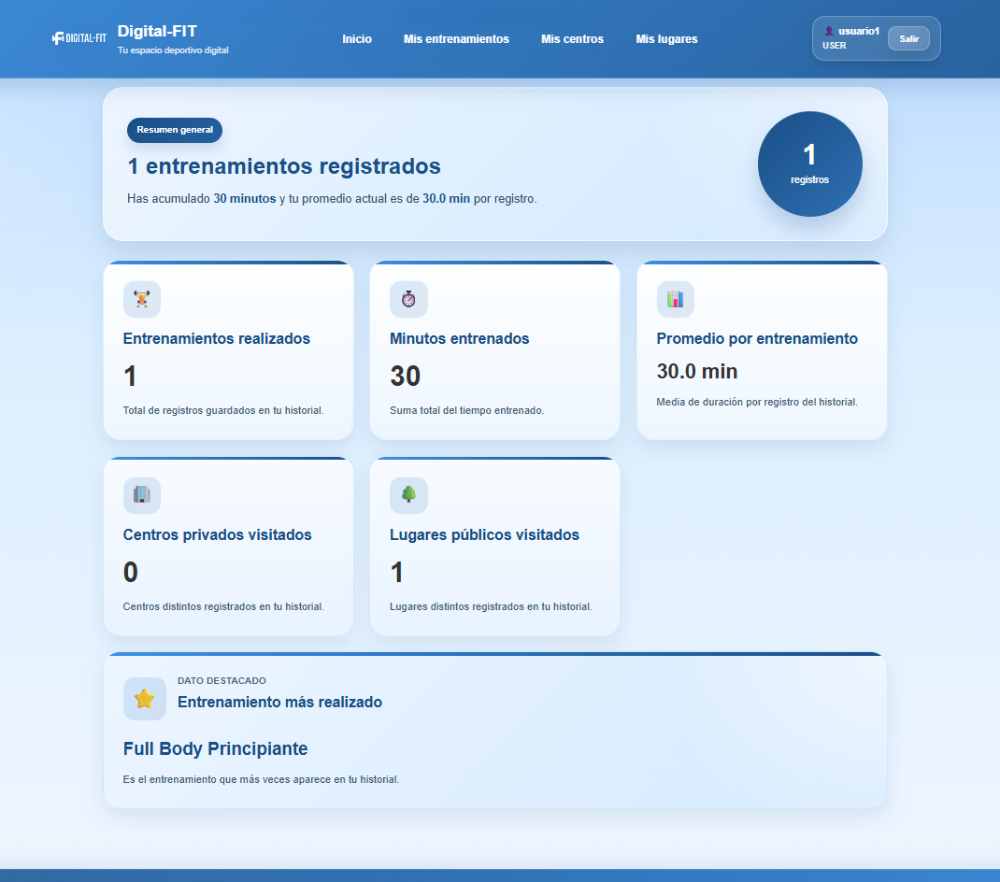 DIGITAL-FIT
Digital-FIT
Tu espacio deportivo digital
Inicio
Mis entrenamientos
Mis centros
Mis lugares
usuario1
USER
Salir
Resumen general
1 entrenamientos registrados
Has acumulado 30 minutos y tu promedio actual es de 30.0 min por registro.
1
registros
Entrenamientos realizados
1
Total de registros guardados en tu historial.
Minutos entrenados
30
Suma total del tiempo entrenado.
Promedio por entrenamiento
30.0 min
Media de duración por registro del historial.
Centros privados visitados
0
Centros distintos registrados en tu historial.
Lugares públicos visitados
1
Lugares distintos registrados en tu historial.
DATO DESTACADO
Entrenamiento más realizado
Full Body Principiante
Es el entrenamiento que más veces aparece en tu historial.